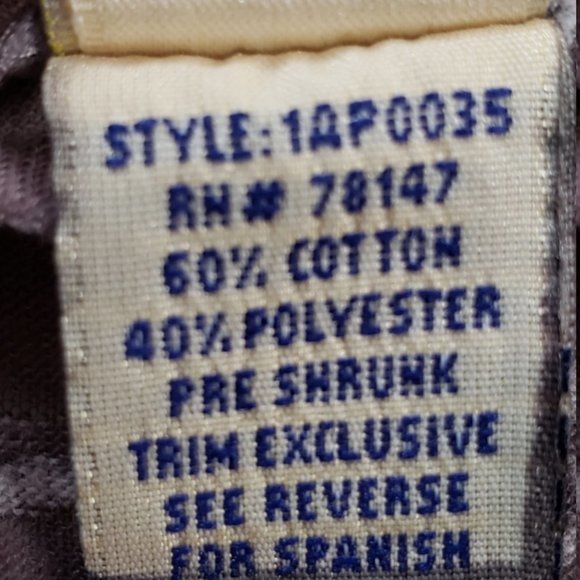 STYLE: 1AP0035
RN# 78147
60% COTTON
40% POLYESTER
PRE SHRUNK
TRIM EXCLUSIVE
SEE REVERSE
FOR SPANISH